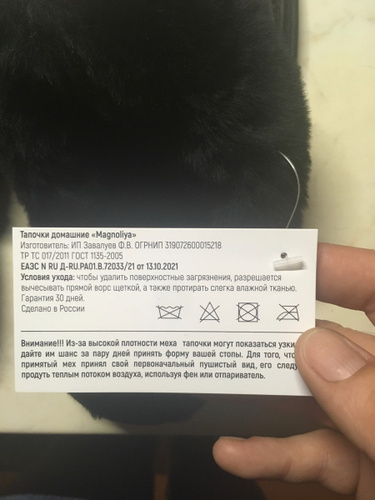 Тапочки домашние «Magnoliya»
Изготовитель: ИП Завалуев Ф.В. ОГРНИП 319072600015218
ТР ТС 017/2011 ГОСТ 1135-2005
ЕАЭС N RU Д-RU.РА01.В.72033/21 от 13.10.2021
Условия ухода: чтобы удалить поверхностные загрязнения, разрешается
вычесывать прямой ворс щеткой, а также протирать слегка влажной тканью.
Гарантия 30 дней.
Сделано в России
Внимание!!! Из-за высокой плотности меха тапочки могут показаться узки
дайте им шанс за пару дней принять форму вашей стопы. Для того, что
примятый мех принял свой первоначальный пушистый вид, его следу
продуть теплым потоком воздуха, используя фен или отпариватель.